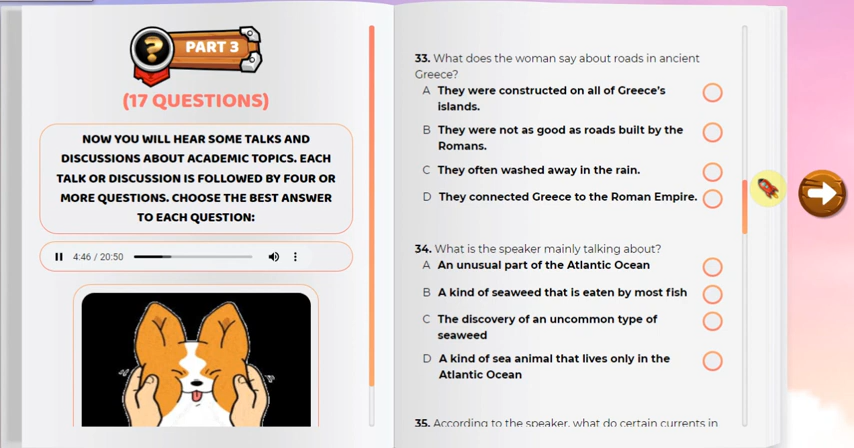 PART 3
(17 QUESTIONS)
NOW YOU WILL HEAR SOME TALKS AND
DISCUSSIONS ABOUT ACADEMIC TOPICS. EACH
TALK OR DISCUSSION IS FOLLOWED BY FOUR OR
MORE QUESTIONS. CHOOSE THE BEST ANSWER
TO EACH QUESTION:
4:46 / 20:50
33. What does the woman say about roads in ancient
Greece?
A They were constructed on all of Greece's
islands.
B They were not as good as roads built by the
Romans.
C They often washed away in the rain.
D They connected Greece to the Roman Empire.
34. What is the speaker mainly talking about?
A An unusual part of the Atlantic Ocean
B A kind of seaweed that is eaten by most fish
C The discovery of an uncommon type of
seaweed
D A kind of sea animal that lives only in the
Atlantic Ocean
35. According to the speaker, what do certain currents in